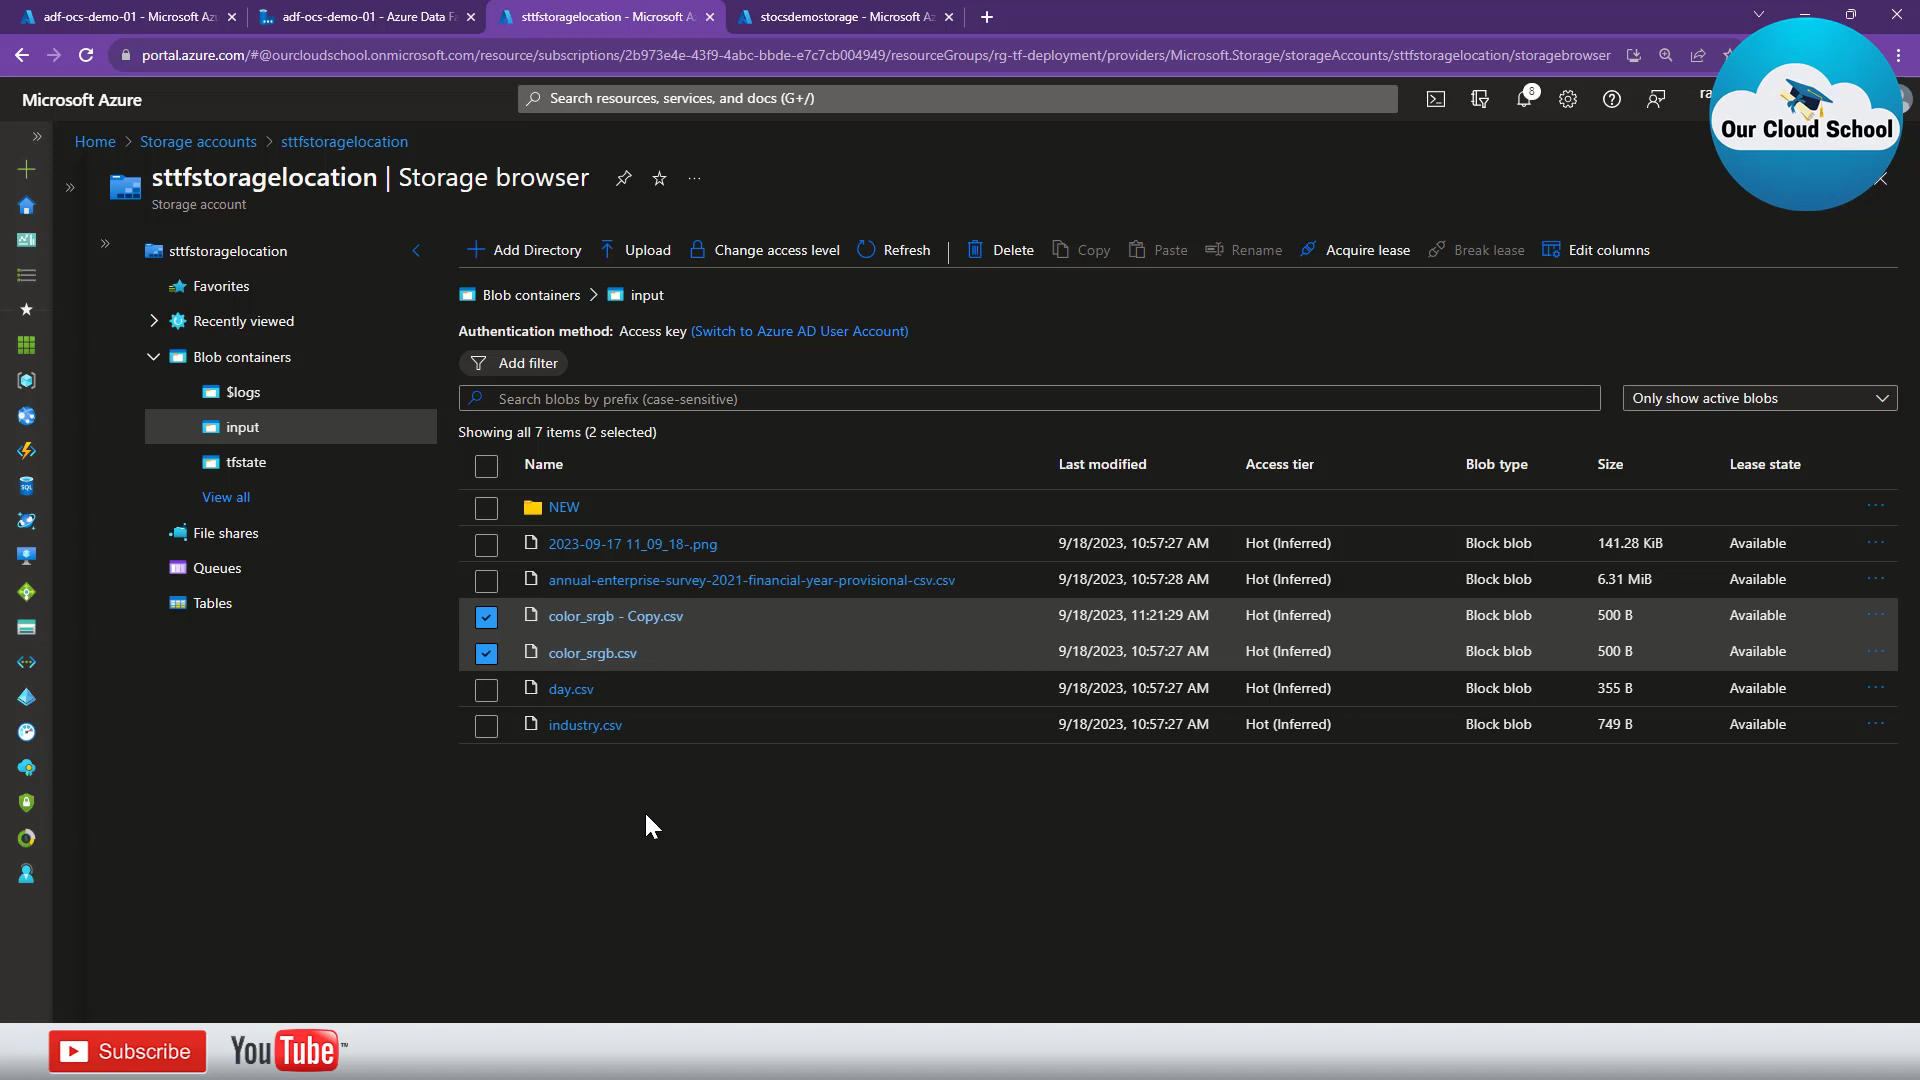 adf-ocs-demo-01 - Microsoft Az
adf-ocs-demo-01 - Azure Data Fa
sttfstoragelocation - Microsoft A
stocsdemostorage - Microsoft Az
portal.azure.com/#@ourcloudschool.onmicrosoft.com/resource/subscriptions/2b973e4e-43f9-4abc-bbde-e7c7cb004949/resourceGroups/rg-tf-deployment/providers/Microsoft.Storage/storageAccounts/sttfstoragelocation/storagebrowser
Microsoft Azure
Search resources, services, and docs (G+/)
8
ra
Our Cloud School
Home > Storage accounts > sttfstoragelocation
sttfstoragelocation | Storage browser
Storage account
sttfstoragelocation
Favorites
Recently viewed
Blob containers
$logs
input
tfstate
View all
File shares
Queues
Tables
Add Directory Upload Change access level Refresh | Delete Copy Paste Rename Acquire lease Break lease Edit columns
Blob containers > input
Authentication method: Access key (Switch to Azure AD User Account)
Add filter
Search blobs by prefix (case-sensitive)
Only show active blobs
Showing all 7 items (2 selected)
Name Last modified Access tier Blob type Size Lease state
NEW ...
2023-09-17 11_09_18-.png 9/18/2023, 10:57:27 AM Hot (Inferred) Block blob 141.28 KiB Available ...
annual-enterprise-survey-2021-financial-year-provisional-csv.csv 9/18/2023, 10:57:28 AM Hot (Inferred) Block blob 6.31 MiB Available ...
color_srgb - Copy.csv 9/18/2023, 11:21:29 AM Hot (Inferred) Block blob 500 B Available ...
color_srgb.csv 9/18/2023, 10:57:27 AM Hot (Inferred) Block blob 500 B Available ...
day.csv 9/18/2023, 10:57:27 AM Hot (Inferred) Block blob 355 B Available ...
industry.csv 9/18/2023, 10:57:27 AM Hot (Inferred) Block blob 749 B Available ...
SQL
Subscribe
YouTube™